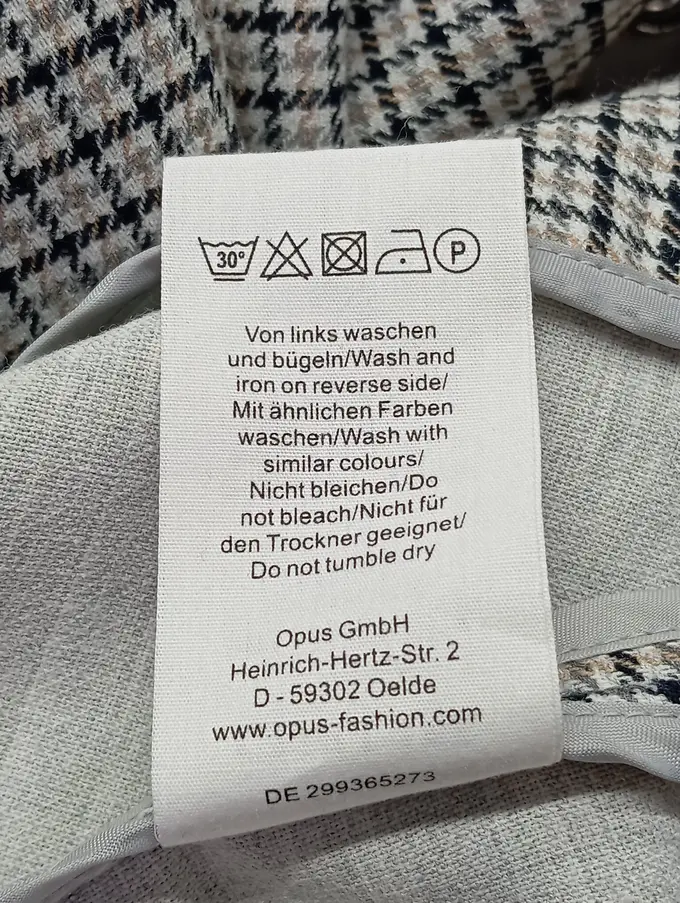 30° P
Von links waschen
und bügeln/Wash and
iron on reverse side/
Mit ähnlichen Farben
waschen/Wash with
similar colours/
Nicht bleichen/Do
not bleach/Nicht für
den Trockner geeignet/
Do not tumble dry
Opus GmbH
Heinrich-Hertz-Str. 2
D - 59302 Oelde
www.opus-fashion.com
DE 299365273